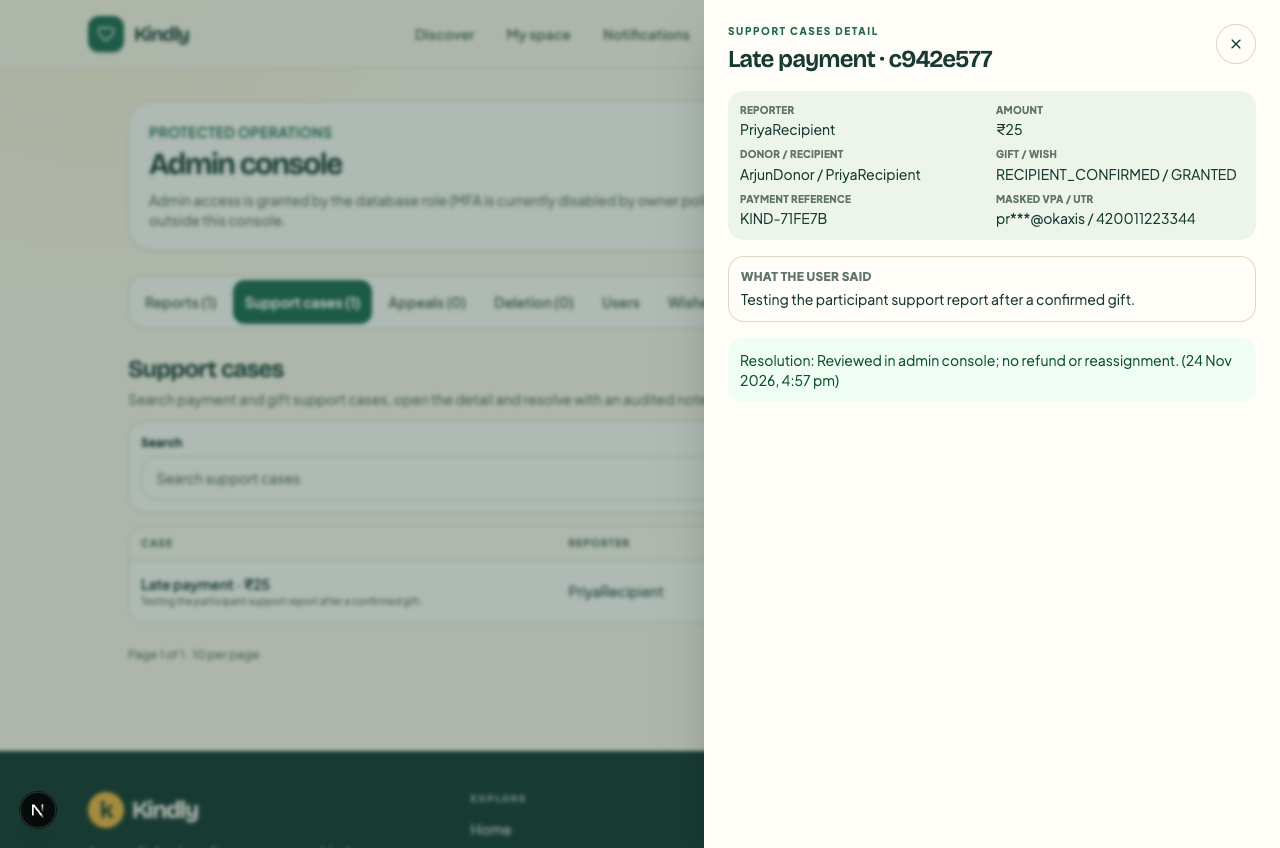 Kindly
Discover
My space
Notifications
PROTECTED OPERATIONS
Admin console
Admin access is granted by the database role (MFA is currently disabled by owner
outside this console.
Reports (1)
Support cases (1)
Appeals (0)
Deletion (0)
Users
Support cases
Search payment and gift support cases, open the detail and resolve with an audited note
Search
Search support cases
CASE
REPORTER
Late payment · ₹25
Testing the participant support report after a confirmed gift.
PriyaRecipient
Page 1 of 1 · 10 per page
k Kindly
EXPLORE
Home
N
SUPPORT CASES DETAIL
Late payment · c942e577
REPORTER
PriyaRecipient
AMOUNT
₹25
DONOR / RECIPIENT
ArjunDonor / PriyaRecipient
GIFT / WISH
RECIPIENT_CONFIRMED / GRANTED
PAYMENT REFERENCE
KIND-71FE7B
MASKED VPA / UTR
pr***@okaxis / 420011223344
WHAT THE USER SAID
Testing the participant support report after a confirmed gift.
Resolution: Reviewed in admin console; no refund or reassignment. (24 Nov
2026, 4:57 pm)